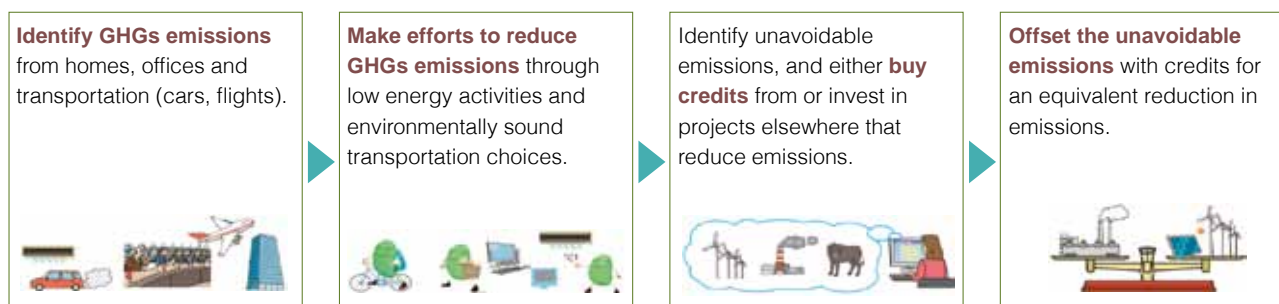 Identify GHGs emissions
from homes, offices and
transportation (cars, flights).
Make efforts to reduce
GHGs emissions through
low energy activities and
environmentally sound
transportation choices.
Identify unavoidable
emissions, and either buy
credits from or invest in
projects elsewhere that
reduce emissions.
Offset the unavoidable
emissions with credits for
an equivalent reduction in
emissions.